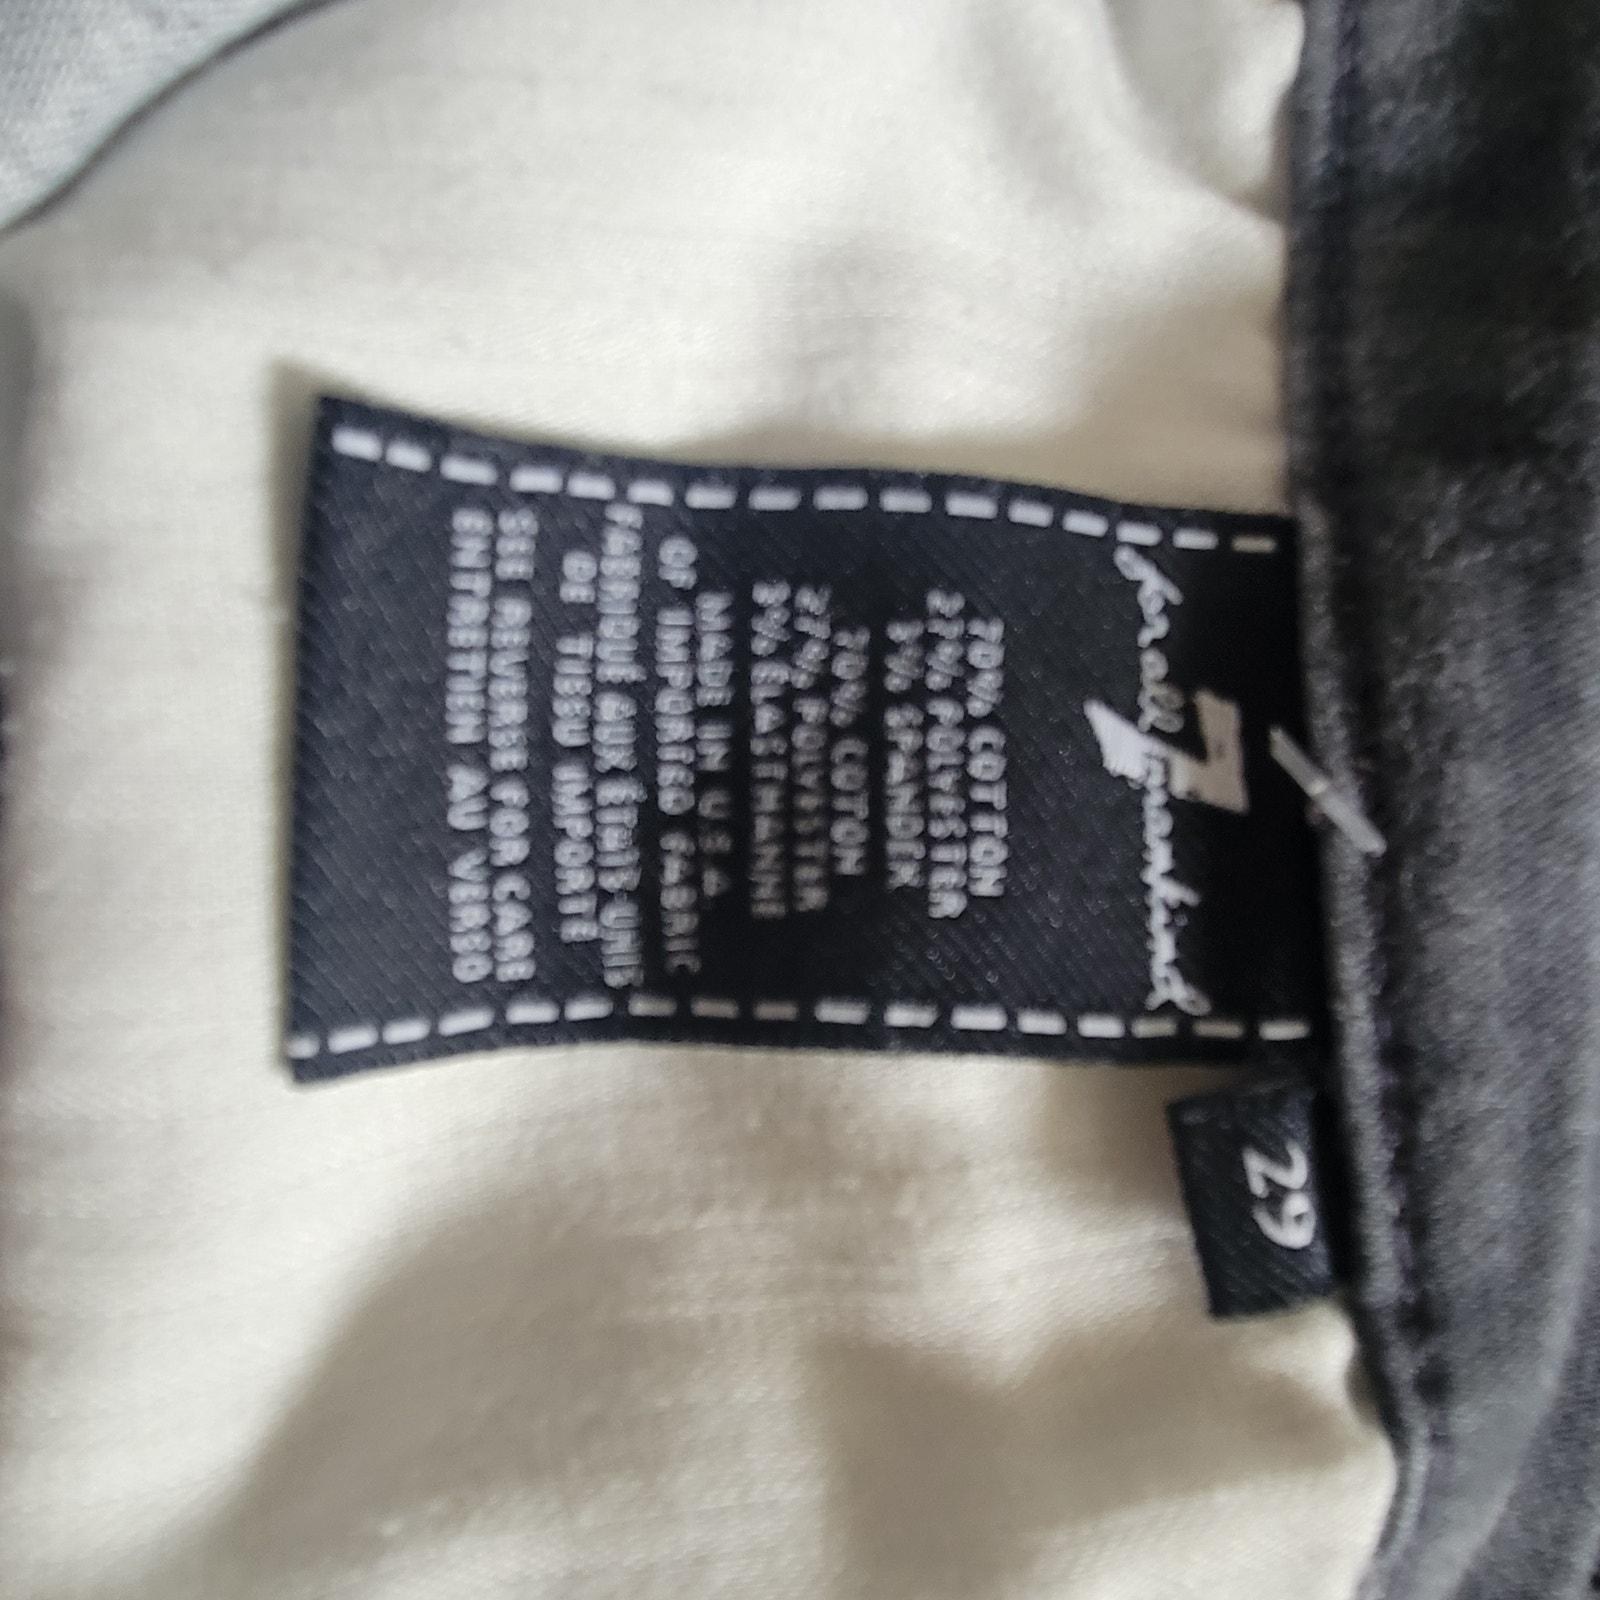 for all 7 mankind
70% COTTON
27% POLYESTER
3% SPANDEX
70% COTON
27% POLYESTER
3% ÉLASTHANNE
MADE IN U.S.A.
OF IMPORTED FABRIC
FABRIQUÉ AUX ÉTATS-UNIS
DE TISSU IMPORTÉ
SEE REVERSE FOR CARE
ENTRETIEN AU VERSO
29